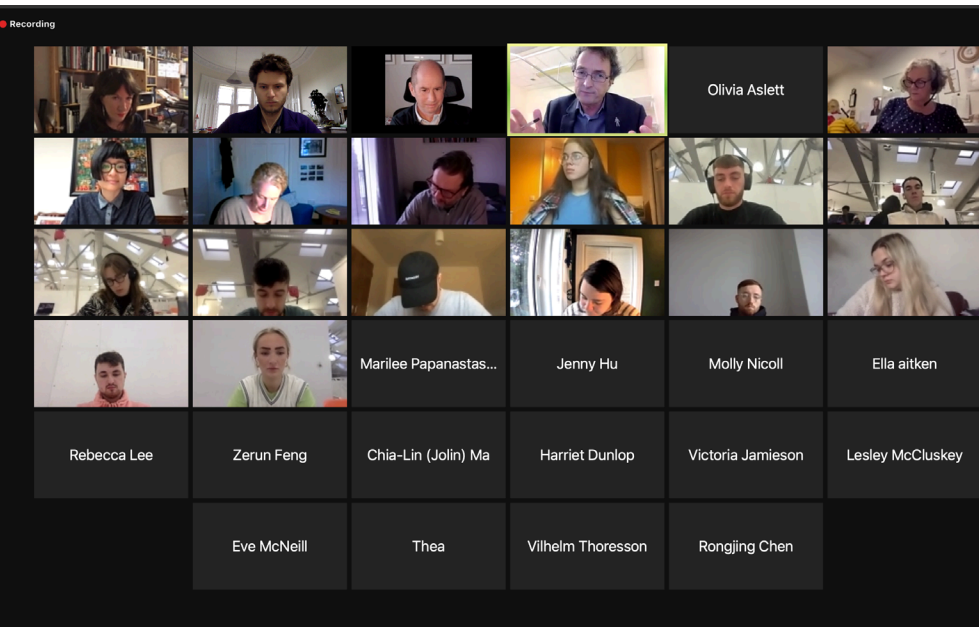 Recording
Olivia Aslett
Marilee Papanastas...
Jenny Hu
Molly Nicoll
Ella aitken
Rebecca Lee
Zerun Feng
Chia-Lin (Jolin) Ma
Harriet Dunlop
Victoria Jamieson
Lesley McCluskey
Eve McNeill
Thea
Vilhelm Thoresson
Rongjing Chen